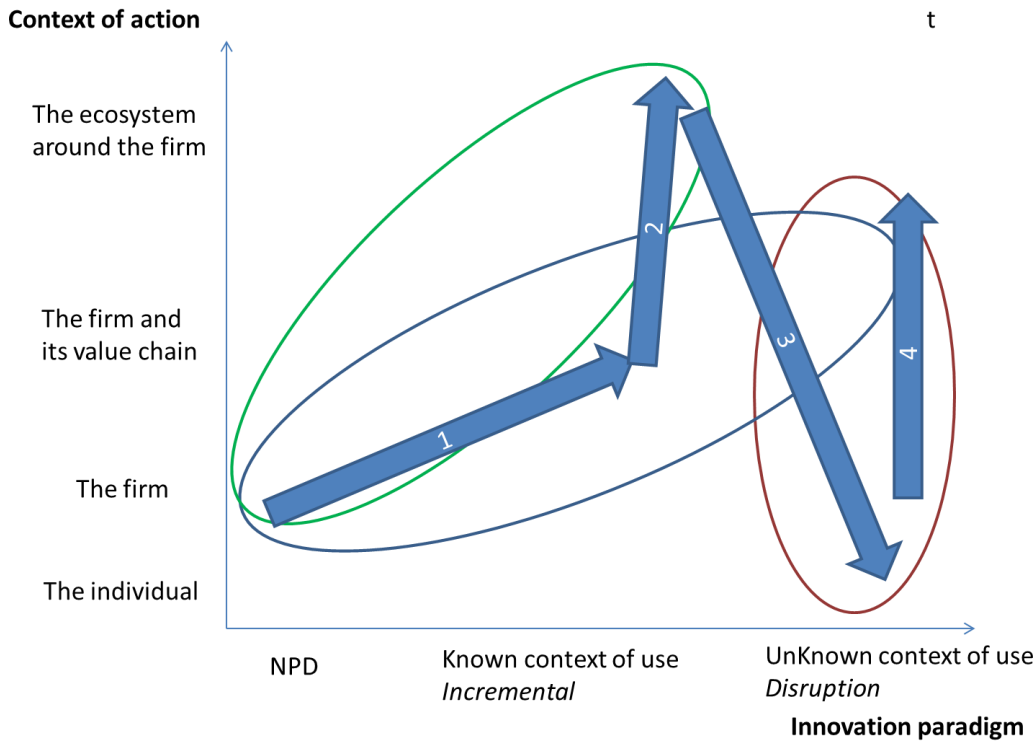 Context of action
t
The ecosystem
around the firm
2
The firm and
its value chain
3
4
1
The firm
The individual
NPD
Known context of use
Incremental
UnKnown context of use
Disruption
Innovation paradigm